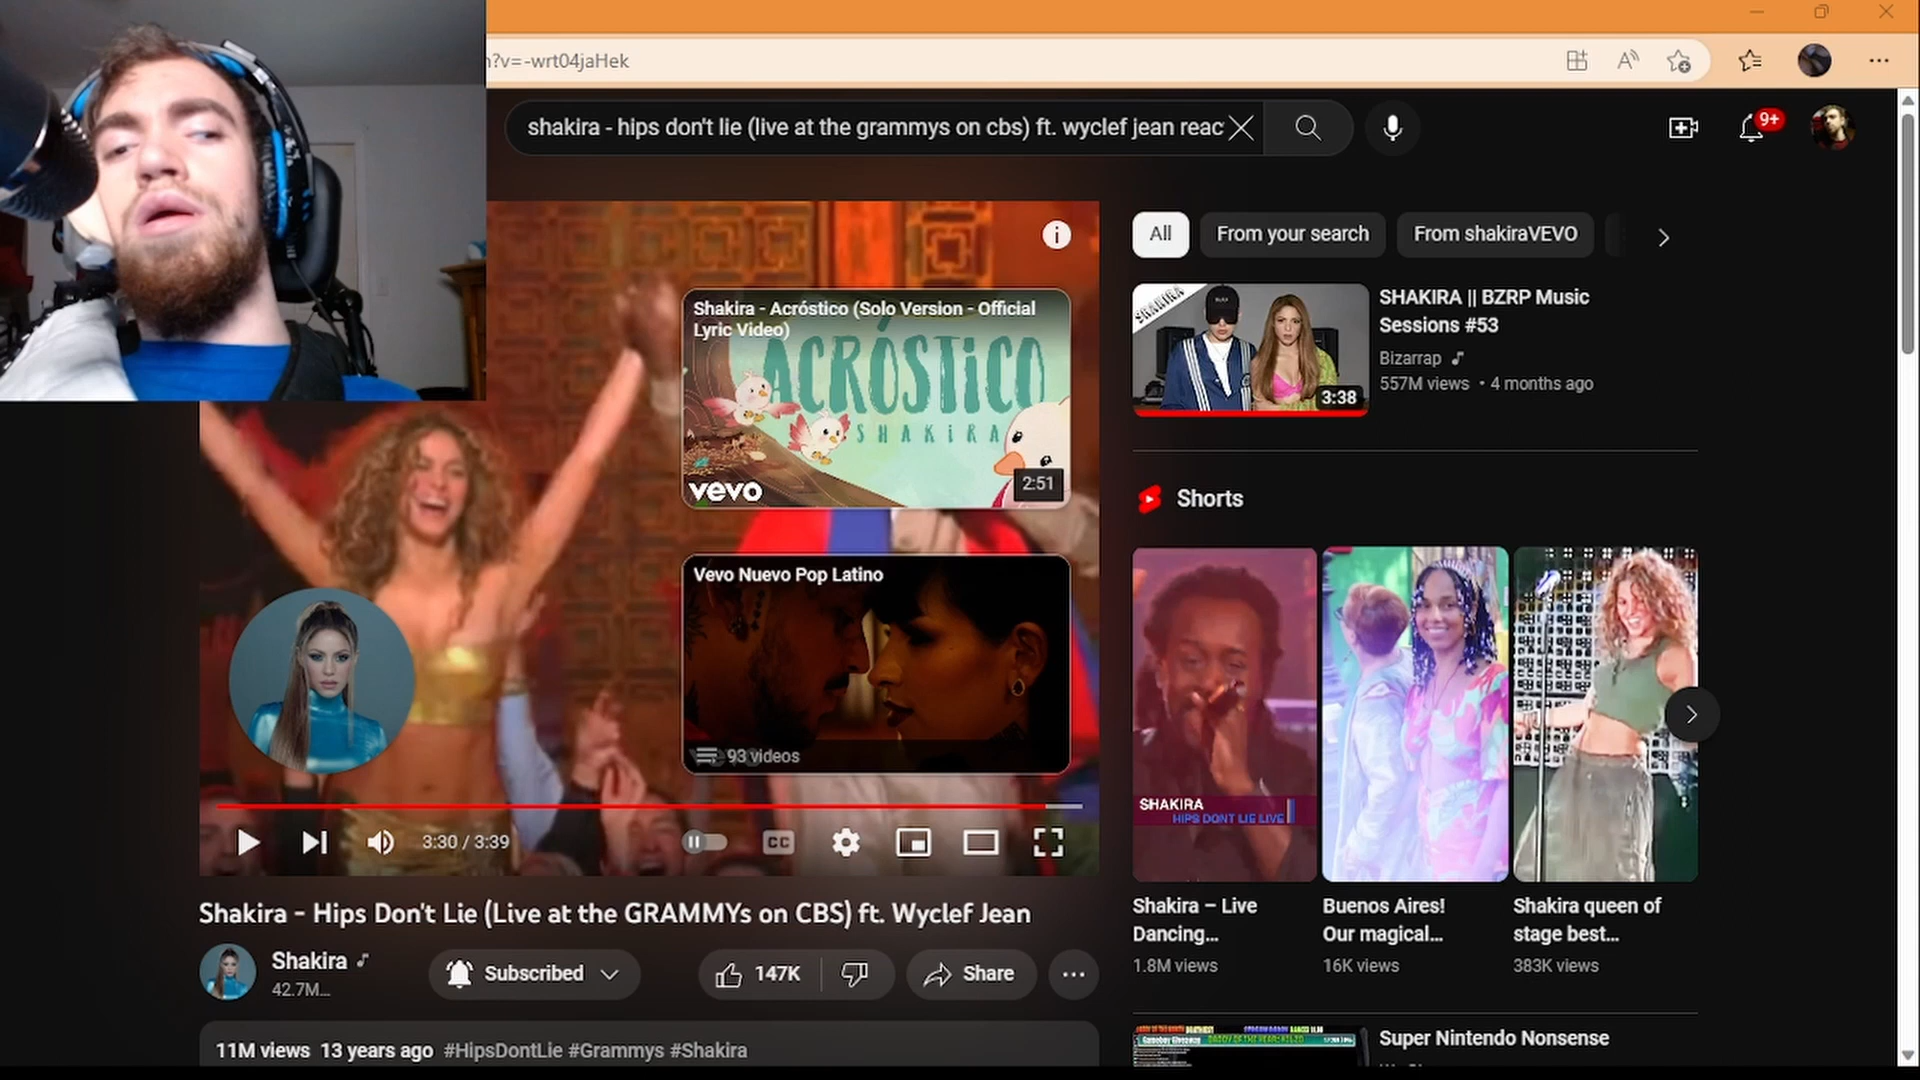 h?v=-wrt04jaHek
shakira - hips don't lie (live at the grammys on cbs) ft. wyclef jean reac
9+
Shakira - Acróstico (Solo Version - Official
Lyric Video)
ACRÓSTICO
SHAKIRA
vevo
2:51
Vevo Nuevo Pop Latino
93 videos
3:30 / 3:39
CC
Shakira - Hips Don't Lie (Live at the GRAMMYs on CBS) ft. Wyclef Jean
Shakira
42.7M...
Subscribed
147K
Share
11M views 13 years ago #HipsDontLie #Grammys #Shakira
All
From your search
From shakiraVEVO
SHAKIRA
3:38
SHAKIRA || BZRP Music
Sessions #53
Bizarrap
557M views • 4 months ago
Shorts
SHAKIRA
HIPS DONT LIE LIVE
Shakira – Live
Dancing...
1.8M views
Buenos Aires!
Our magical...
16K views
Shakira queen of
stage best...
383K views
Super Nintendo Nonsense